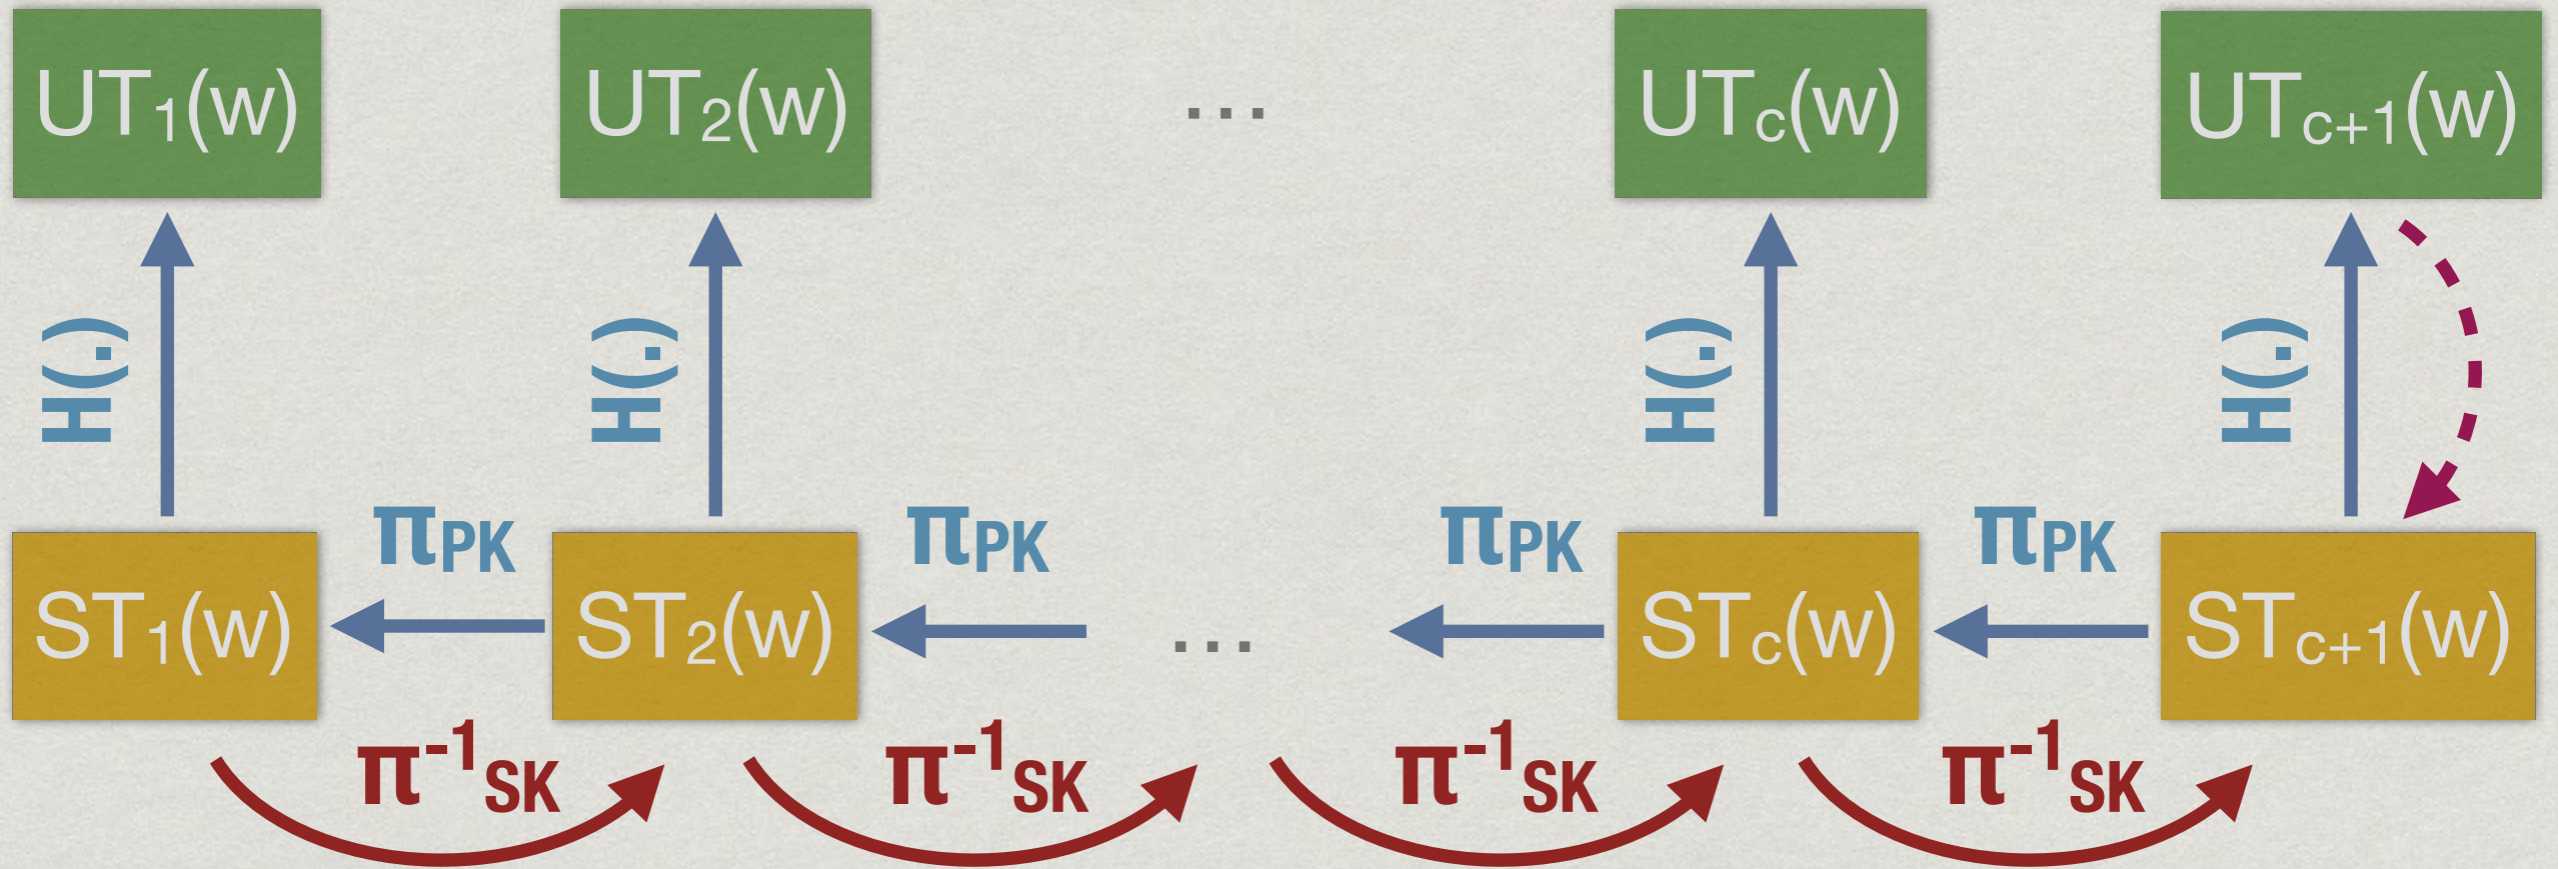 UT₁(w) UT₂(w) ... UTc(w) UTc+1(w)
H(.) H(.) H(.) H(.)
πPK πPK πPK πPK
ST₁(w) ST₂(w) ... STc(w) STc+1(w)
π⁻¹SK π⁻¹SK π⁻¹SK π⁻¹SK